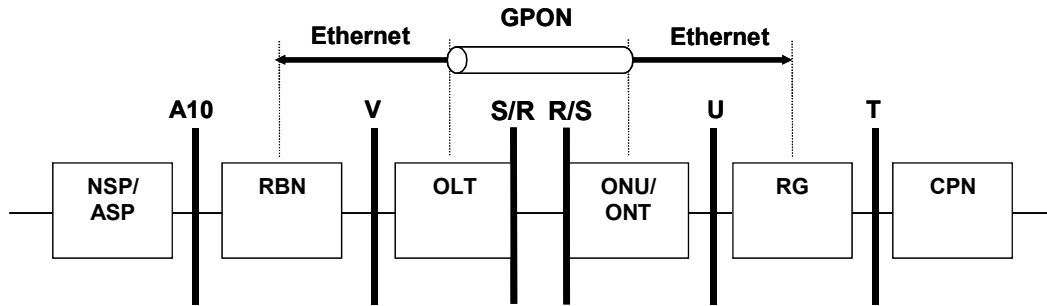 GPON
Ethernet
Ethernet
A10
V
S/R
R/S
U
T
NSP/
ASP
RBN
OLT
ONU/
ONT
RG
CPN